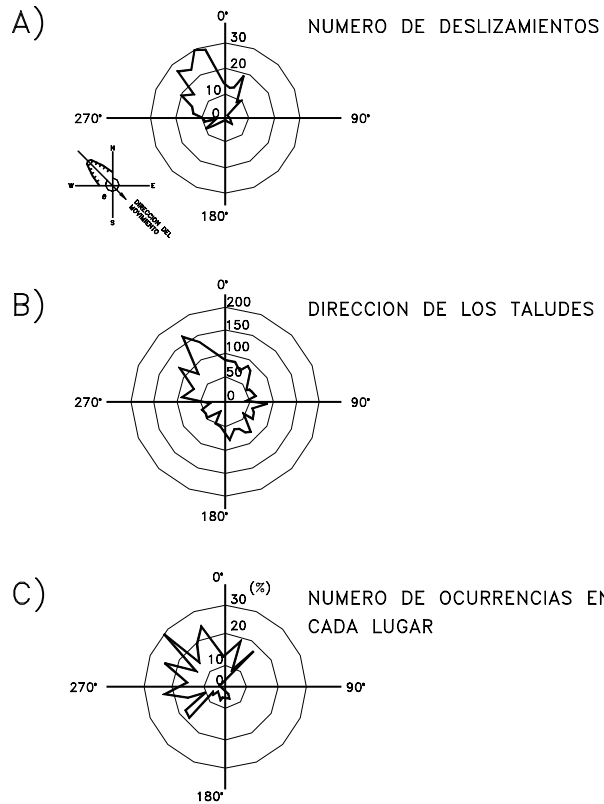 A)
NUMERO DE DESLIZAMIENTOS
0°
30
20
10
0
270°
90°
180°
N
W
E
S
e
DIRECCION DEL
MOVIMIENTO
B)
DIRECCION DE LOS TALUDES
0°
200
150
100
50
0
270°
90°
180°
C)
NUMERO DE OCURRENCIAS EN
CADA LUGAR
0°
(%)
30
20
10
0
270°
90°
180°